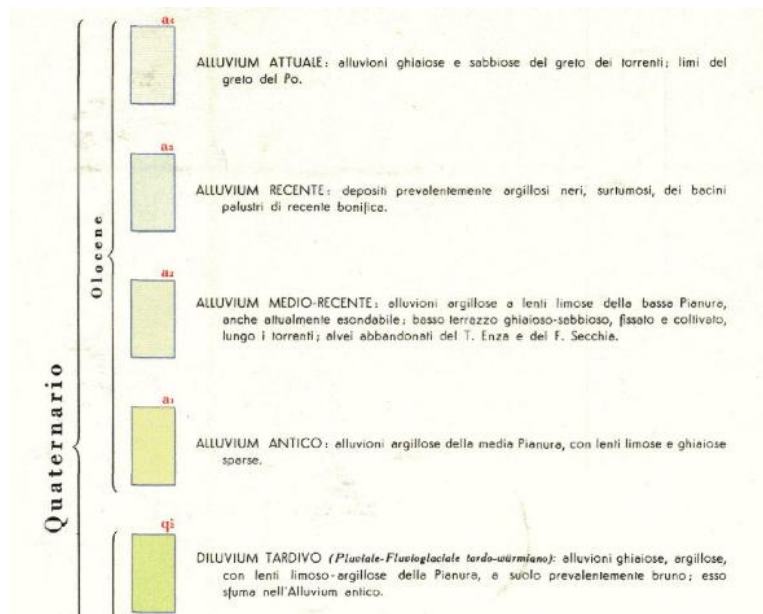 a4
ALLUVIUM ATTUALE: alluvioni ghiaiose e sabbiose del greto dei torrenti; limi del
greto del Po.
a3
ALLUVIUM RECENTE: depositi prevalentemente argillosi neri, surtumosi, dei bacini
palustri di recente bonifica.
Olocene
a2
ALLUVIUM MEDIO-RECENTE: alluvioni argillose a lenti limose della bassa Pianura,
anche attualmente esondabile; basso terrazzo ghiaioso-sabbioso, fissato e coltivato,
lungo i torrenti; alvei abbandonati del T. Enza e del F. Secchia.
Quaternario
a1
ALLUVIUM ANTICO: alluvioni argillose della media Pianura, con lenti limose e ghiaiose
sparse.
DILUVIUM TARDIVO (Pluviale-Fluvioglaciale tardo-würmiano): alluvioni ghiaiose, argillose,
con lenti limoso-argillose della Pianura, a suolo prevalentemente bruno; esso
sfuma nell'Alluvium antico.